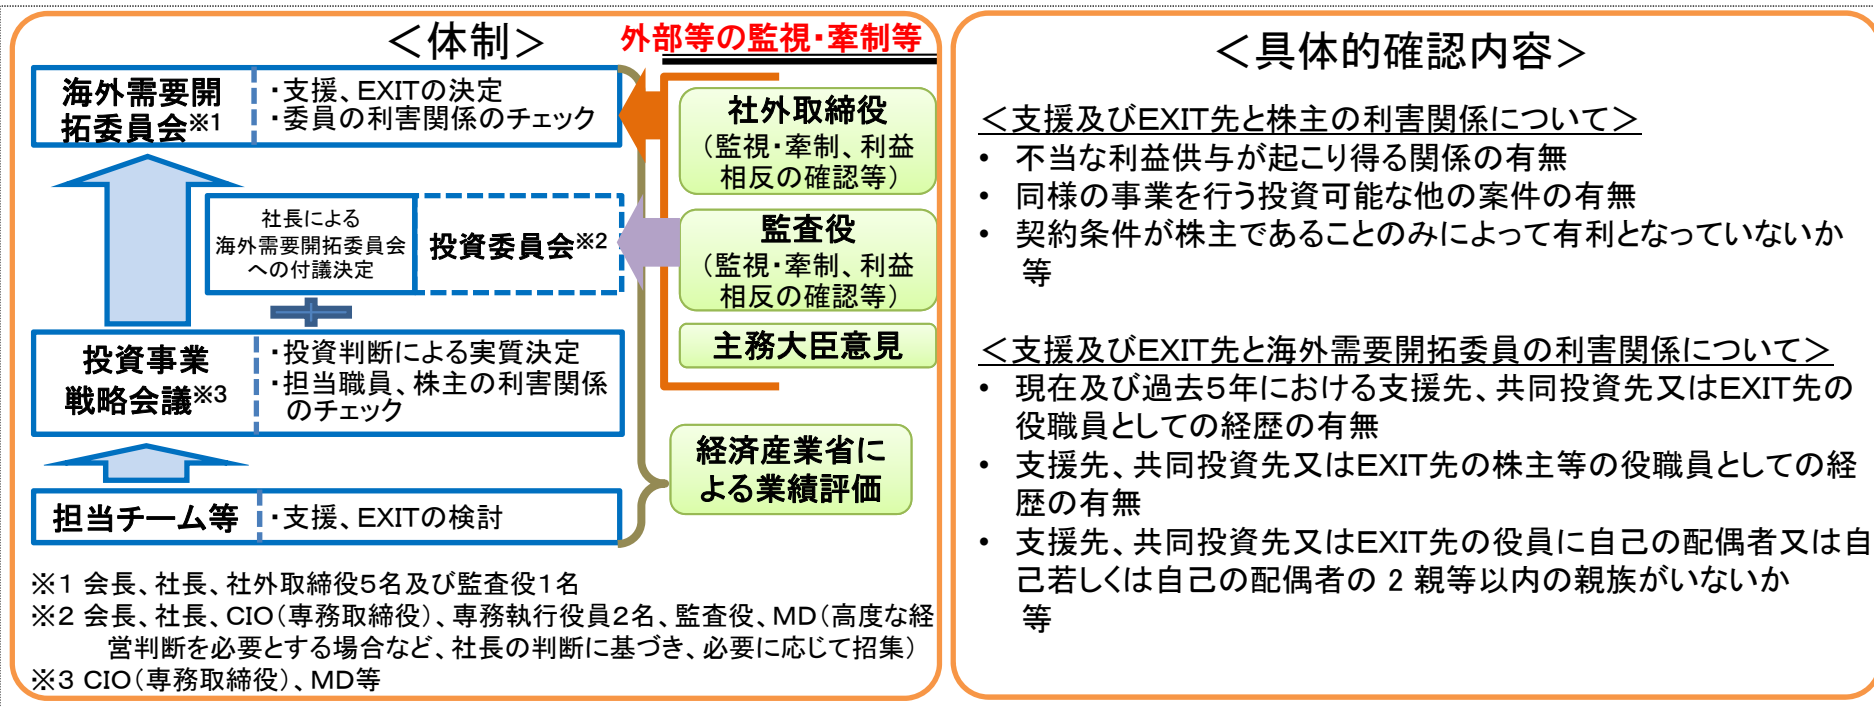 ＜体制＞
外部等の監視・牽制等
海外需要開
拓委員会※1
・支援、EXITの決定
・委員の利害関係のチェック
社長による
海外需要開拓委員会
への付議決定
投資委員会※2
投資事業
戦略会議※3
・投資判断による実質決定
・担当職員、株主の利害関係
のチェック
担当チーム等
・支援、EXITの検討
社外取締役
（監視・牽制、利益
相反の確認等）
監査役
（監視・牽制、利益
相反の確認等）
主務大臣意見
経済産業省に
よる業績評価
※1 会長、社長、社外取締役5名及び監査役1名
※2 会長、社長、CIO（専務取締役）、専務執行役員2名、監査役、MD（高度な経
営判断を必要とする場合など、社長の判断に基づき、必要に応じて招集）
※3 CIO（専務取締役）、MD等
＜具体的確認内容＞
＜支援及びEXIT先と株主の利害関係について＞
• 不当な利益供与が起こり得る関係の有無
• 同様の事業を行う投資可能な他の案件の有無
• 契約条件が株主であることのみによって有利となっていないか
等
＜支援及びEXIT先と海外需要開拓委員の利害関係について＞
• 現在及び過去5年における支援先、共同投資先又はEXIT先の
役職員としての経歴の有無
• 支援先、共同投資先又はEXIT先の株主等の役職員としての経
歴の有無
• 支援先、共同投資先又はEXIT先の役員に自己の配偶者又は自
己若しくは自己の配偶者の 2 親等以内の親族がいないか
等